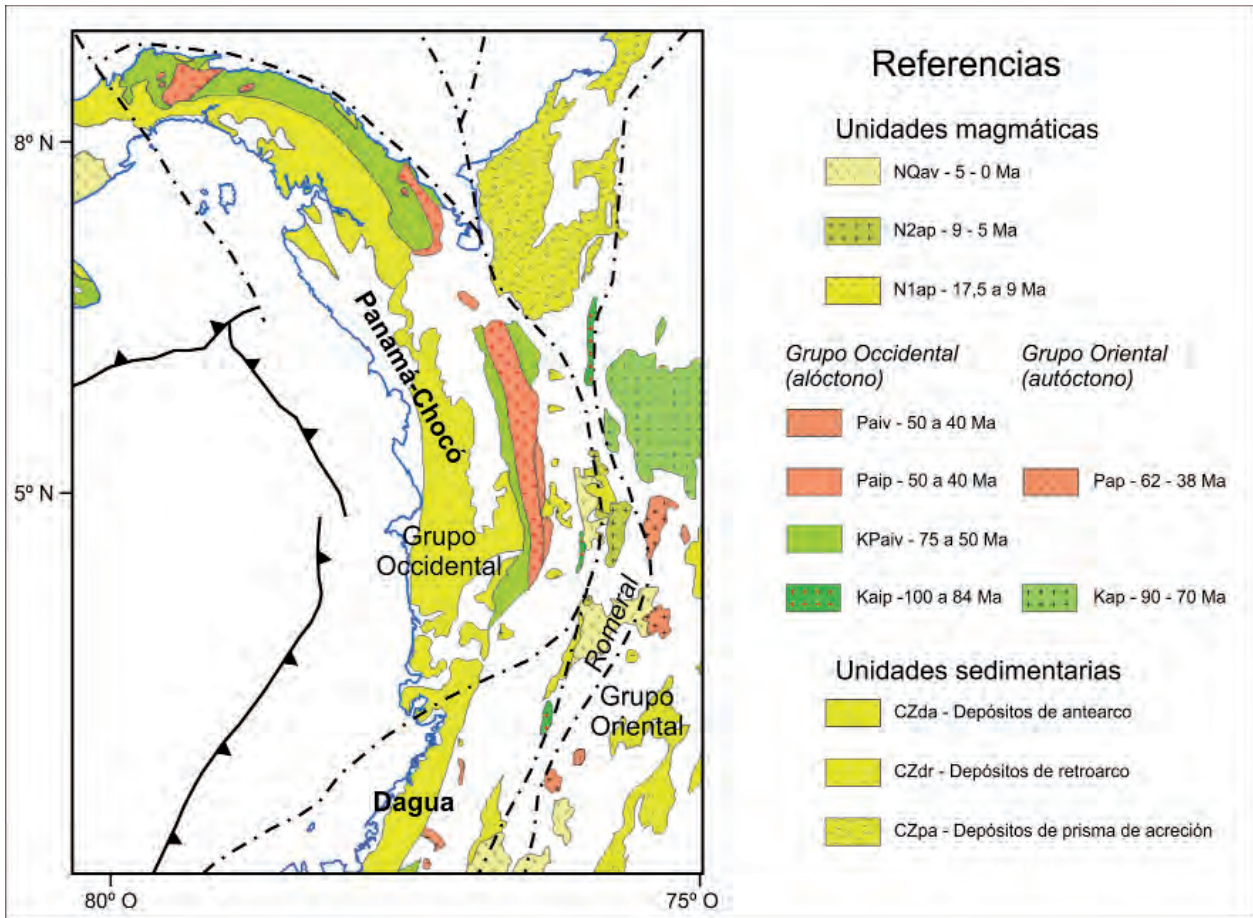 8º N
5º N
80º O
75º O
Panamá-Chocó
Grupo
Occidental
Romeral
Grupo
Oriental
Dagua
Referencias
Unidades magmáticas
NQav - 5 - 0 Ma
N2ap - 9 - 5 Ma
N1ap - 17,5 a 9 Ma
Grupo Occidental
(alóctono)
Grupo Oriental
(autóctono)
Paiv - 50 a 40 Ma
Paip - 50 a 40 Ma
Pap - 62 - 38 Ma
KPaiv - 75 a 50 Ma
Kaip -100 a 84 Ma
Kap - 90 - 70 Ma
Unidades sedimentarias
CZda - Depósitos de antearco
CZdr - Depósitos de retroarco
CZpa - Depósitos de prisma de acreción